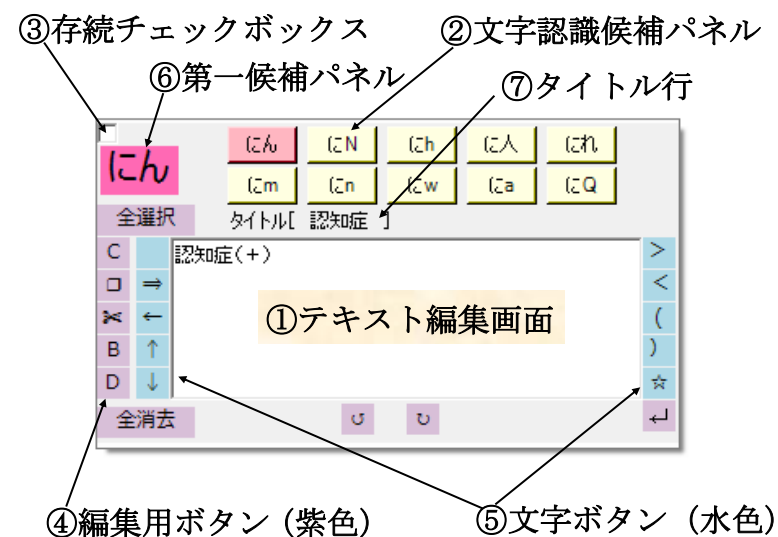 ③存続チェックボックス
②文字認識候補パネル
⑥第一候補パネル
⑦タイトル行
にん
にん にN にh に人 にれ
にm にn にw にa にQ
全選択
タイトル[ 認知症 ]
認知症(+)
C
⇒
←
B ↑
D ↓
①テキスト編集画面
>
<
(
)
☆
全消去
↺ ↻
↵
④編集用ボタン(紫色)
⑤文字ボタン(水色)